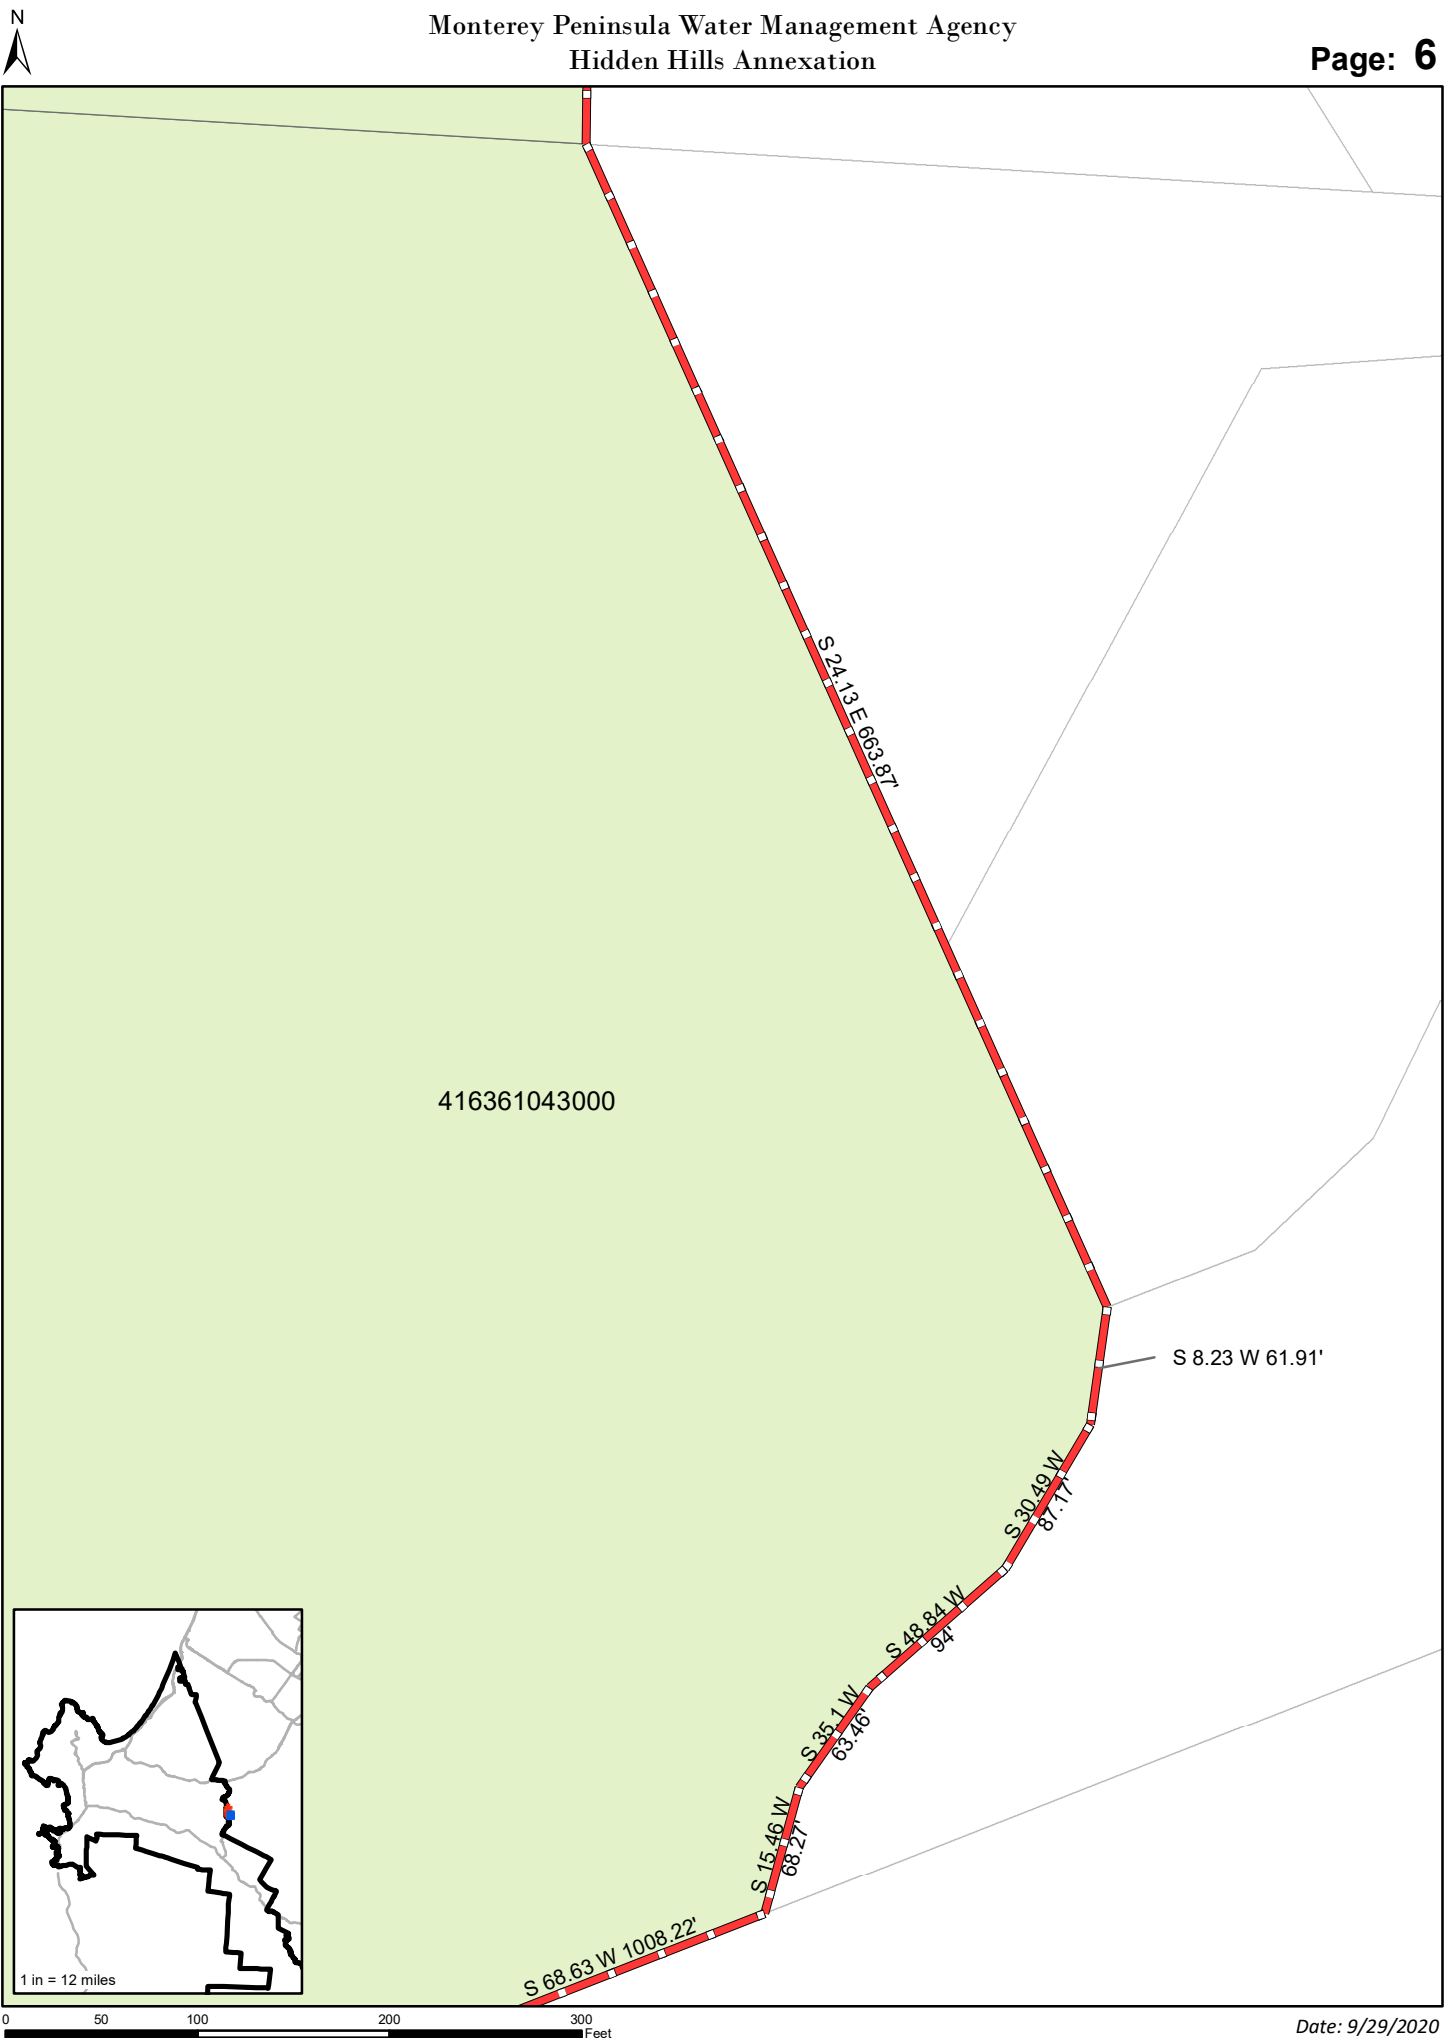 N
Monterey Peninsula Water Management Agency
Hidden Hills Annexation
Page: 6
S 24.13 E 663.87'
416361043000
S 8.23 W 61.91'
S 30.49 W
87.17'
S 48.84 W
94'
S 35.1 W
63.46'
S 15.46 W
68.27'
S 68.63 W 1008.22'
1 in = 12 miles
0 50 100 200 300
Feet
Date: 9/29/2020